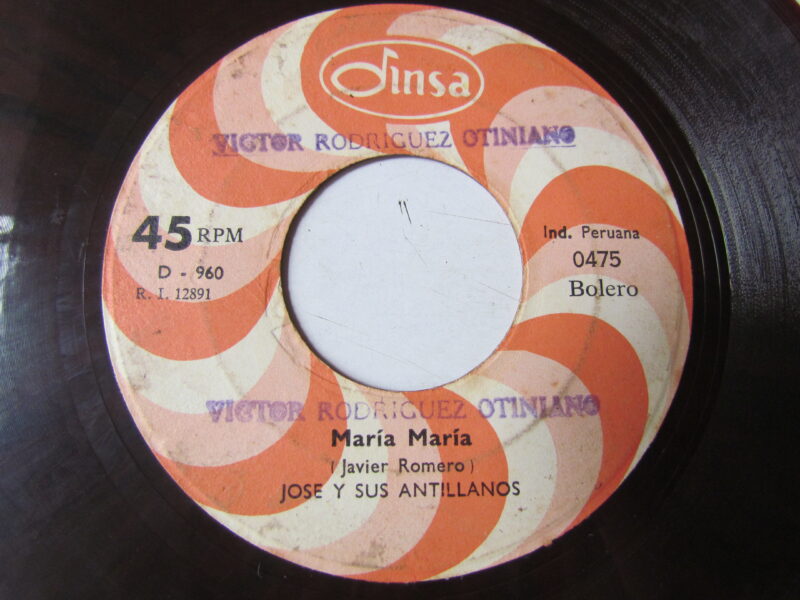 dinsa
VICTOR RODRIGUEZ OTINIANO
45 RPM
D - 960
R. I. 12891
Ind. Peruana
0475
Bolero
VICTOR RODRIGUEZ OTINIANO
María María
( Javier Romero )
JOSE Y SUS ANTILLANOS